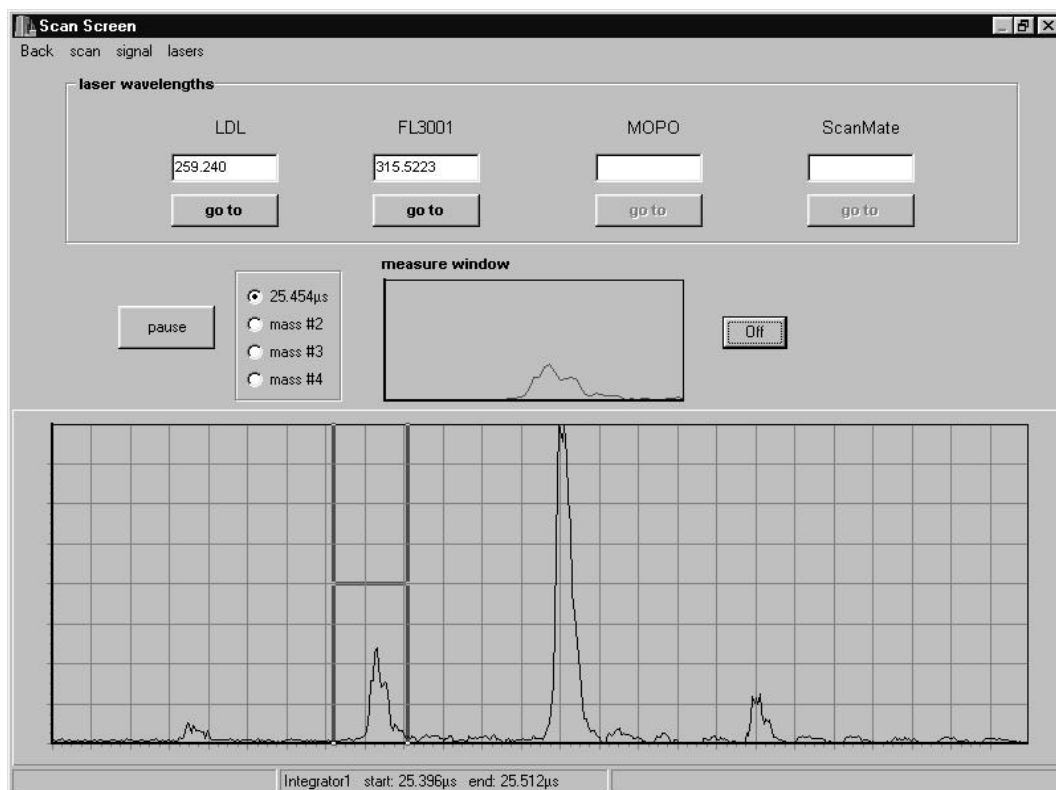 Scan Screen
Back scan signal lasers
laser wavelengths
LDL FL3001 MOPO ScanMate
259.240 315.5223
go to go to go to go to
measure window
pause
25.454µs
mass #2
mass #3
mass #4
Off
Integrator1 start: 25.396µs end: 25.512µs